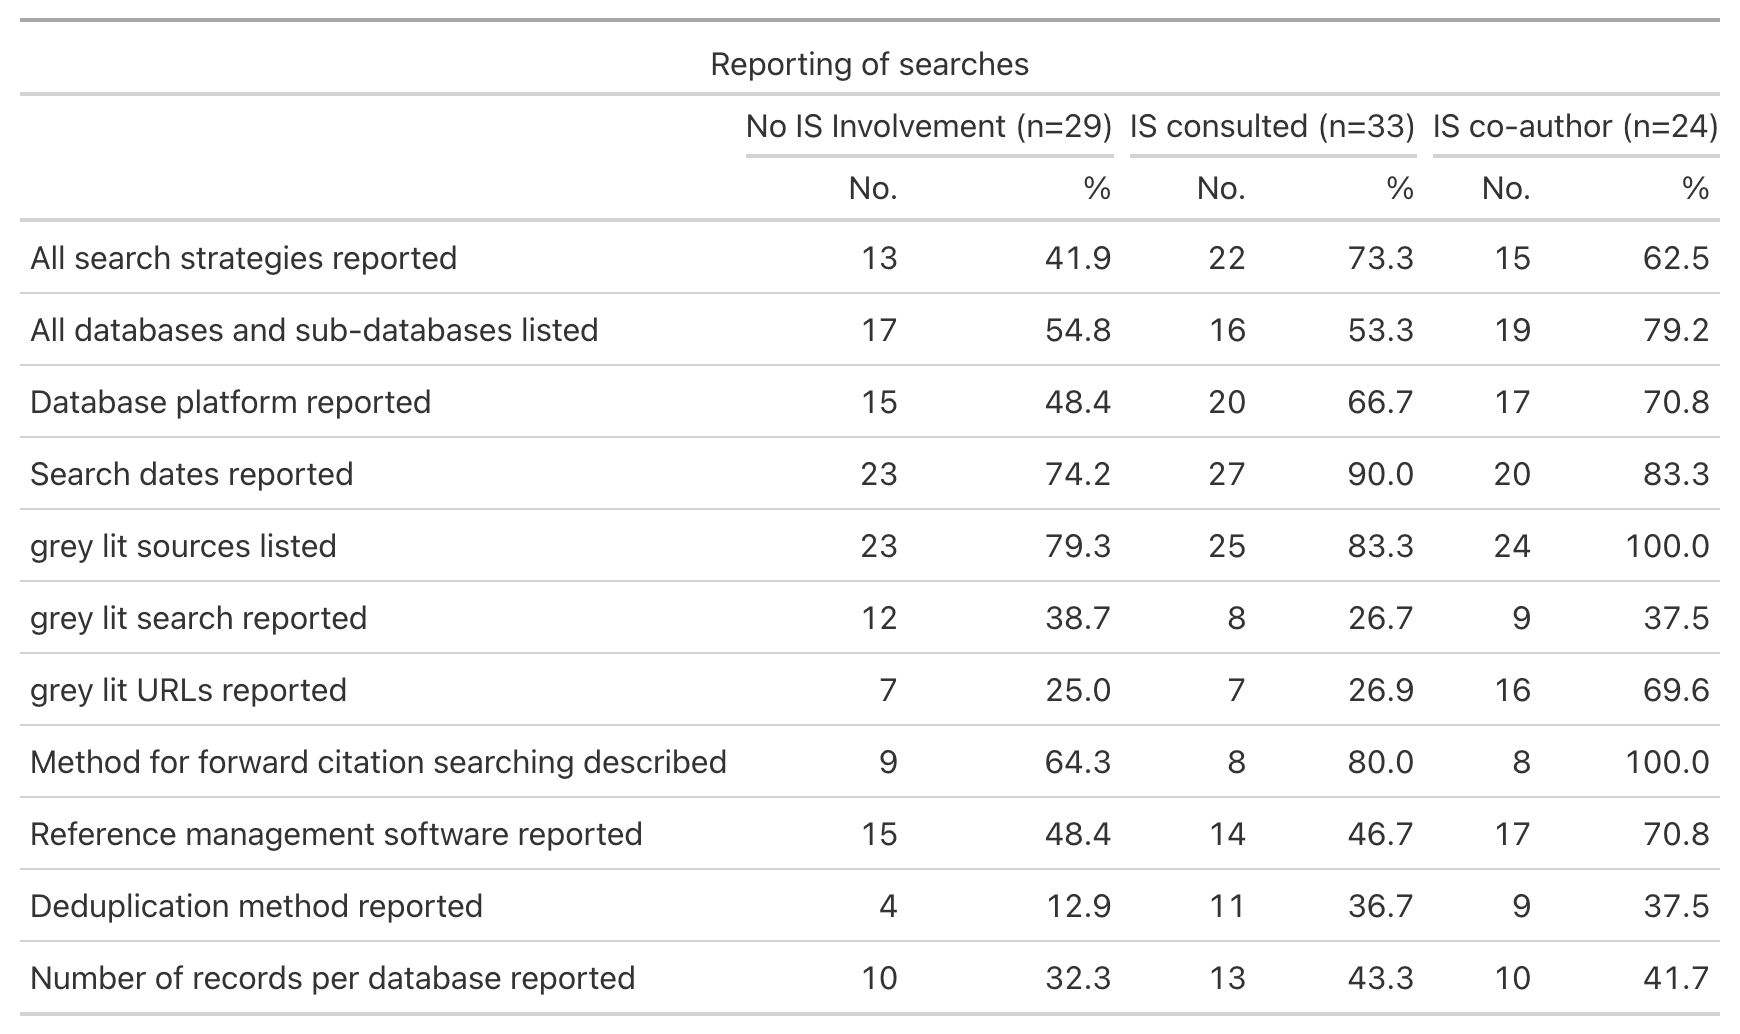 Reporting of searches
No IS Involvement (n=29) IS consulted (n=33) IS co-author (n=24)
No. % No. % No. %
All search strategies reported 13 41.9 22 73.3 15 62.5
All databases and sub-databases listed 17 54.8 16 53.3 19 79.2
Database platform reported 15 48.4 20 66.7 17 70.8
Search dates reported 23 74.2 27 90.0 20 83.3
grey lit sources listed 23 79.3 25 83.3 24 100.0
grey lit search reported 12 38.7 8 26.7 9 37.5
grey lit URLs reported 7 25.0 7 26.9 16 69.6
Method for forward citation searching described 9 64.3 8 80.0 8 100.0
Reference management software reported 15 48.4 14 46.7 17 70.8
Deduplication method reported 4 12.9 11 36.7 9 37.5
Number of records per database reported 10 32.3 13 43.3 10 41.7